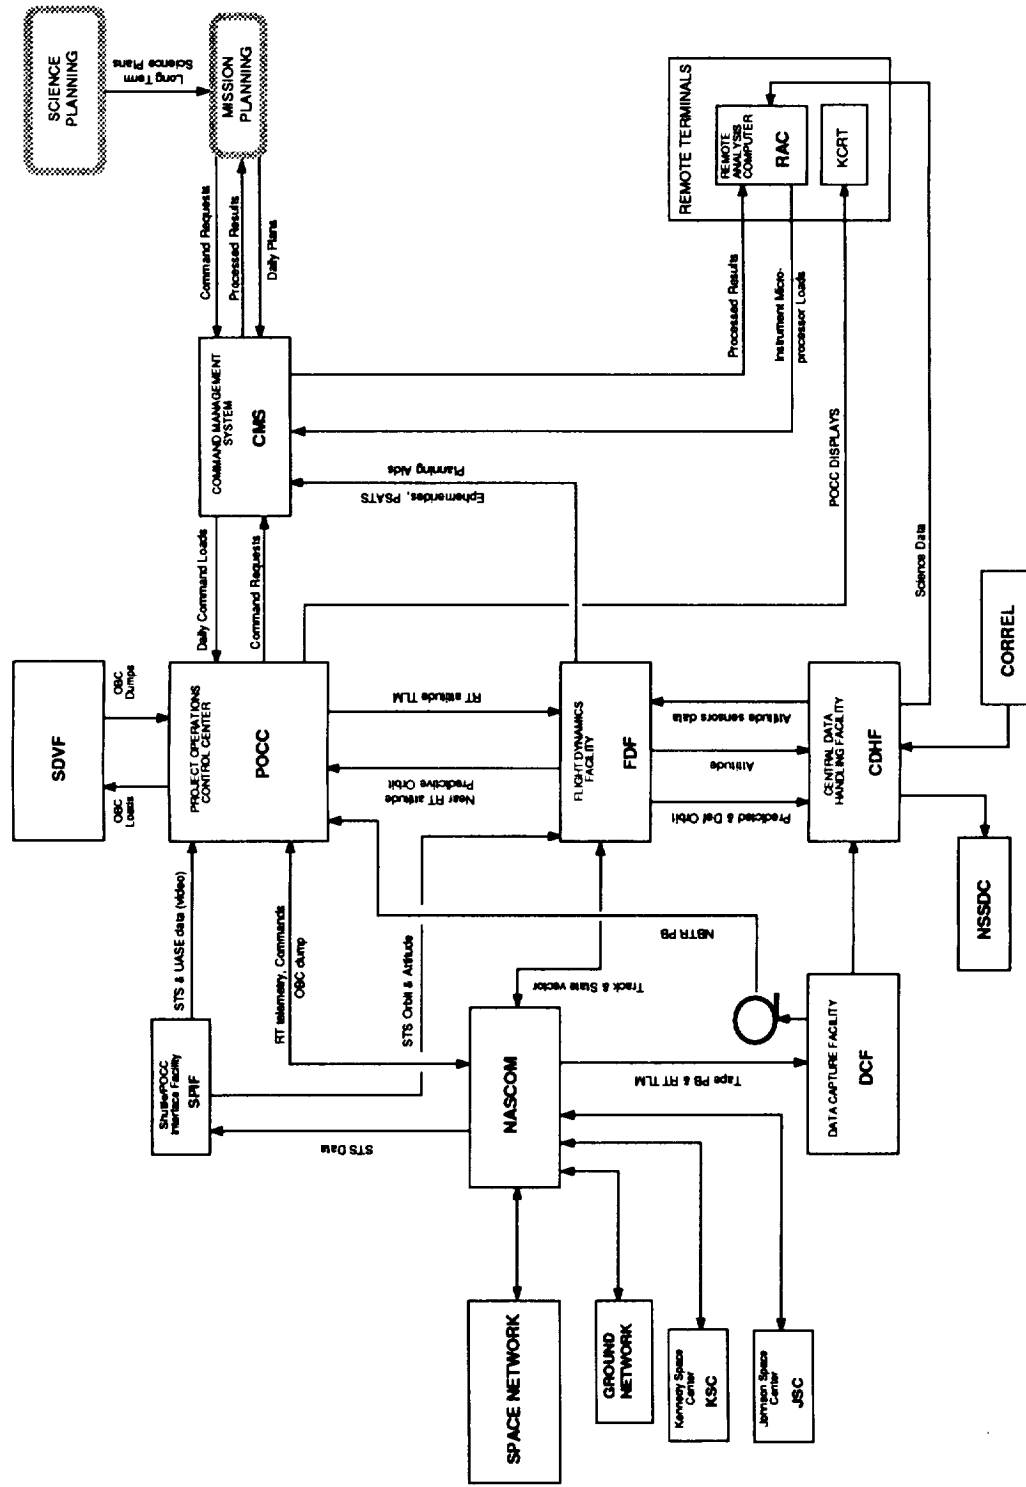 SCIENCE
PLANNING
Long Term
Science Plans
MISSION
PLANNING
Command Requests
Processed Results
Daily Plans
COMMAND MANAGEMENT
SYSTEM
CMS
Daily Command Loads
Command Requests
Ephemerides, PSATS
Planning Aids
REMOTE TERMINALS
REMOTE
ANALYSIS
COMPUTER
RAC
KCRT
Processed Results
Instrument Micro-
processor Loads
POCC DISPLAYS
Science Data
SDVF
OBC
Dumps
OBC
Loads
PROJECT OPERATIONS
CONTROL CENTER
POCC
RT attitude TLM
Near RT attitude
Predictive Orbit
FLIGHT DYNAMICS
FACILITY
FDF
Attitude sensors data
Attitude
Predicted & Def Orbit
CENTRAL DATA
HANDLING FACILITY
CDHF
CORREL
NSSDC
STS & UASE data (video)
RT telemetry, Commands
OBC dump
STS Orbit & Attitude
NBTR PB
Track & State vector
Shuttle/POCC
Interface Facility
SPIF
STS Data
NASCOM
Tape PB & RT TLM
DATA CAPTURE FACILITY
DCF
SPACE NETWORK
GROUND
NETWORK
Kennedy Space
Center
KSC
Johnson Space
Center
JSC